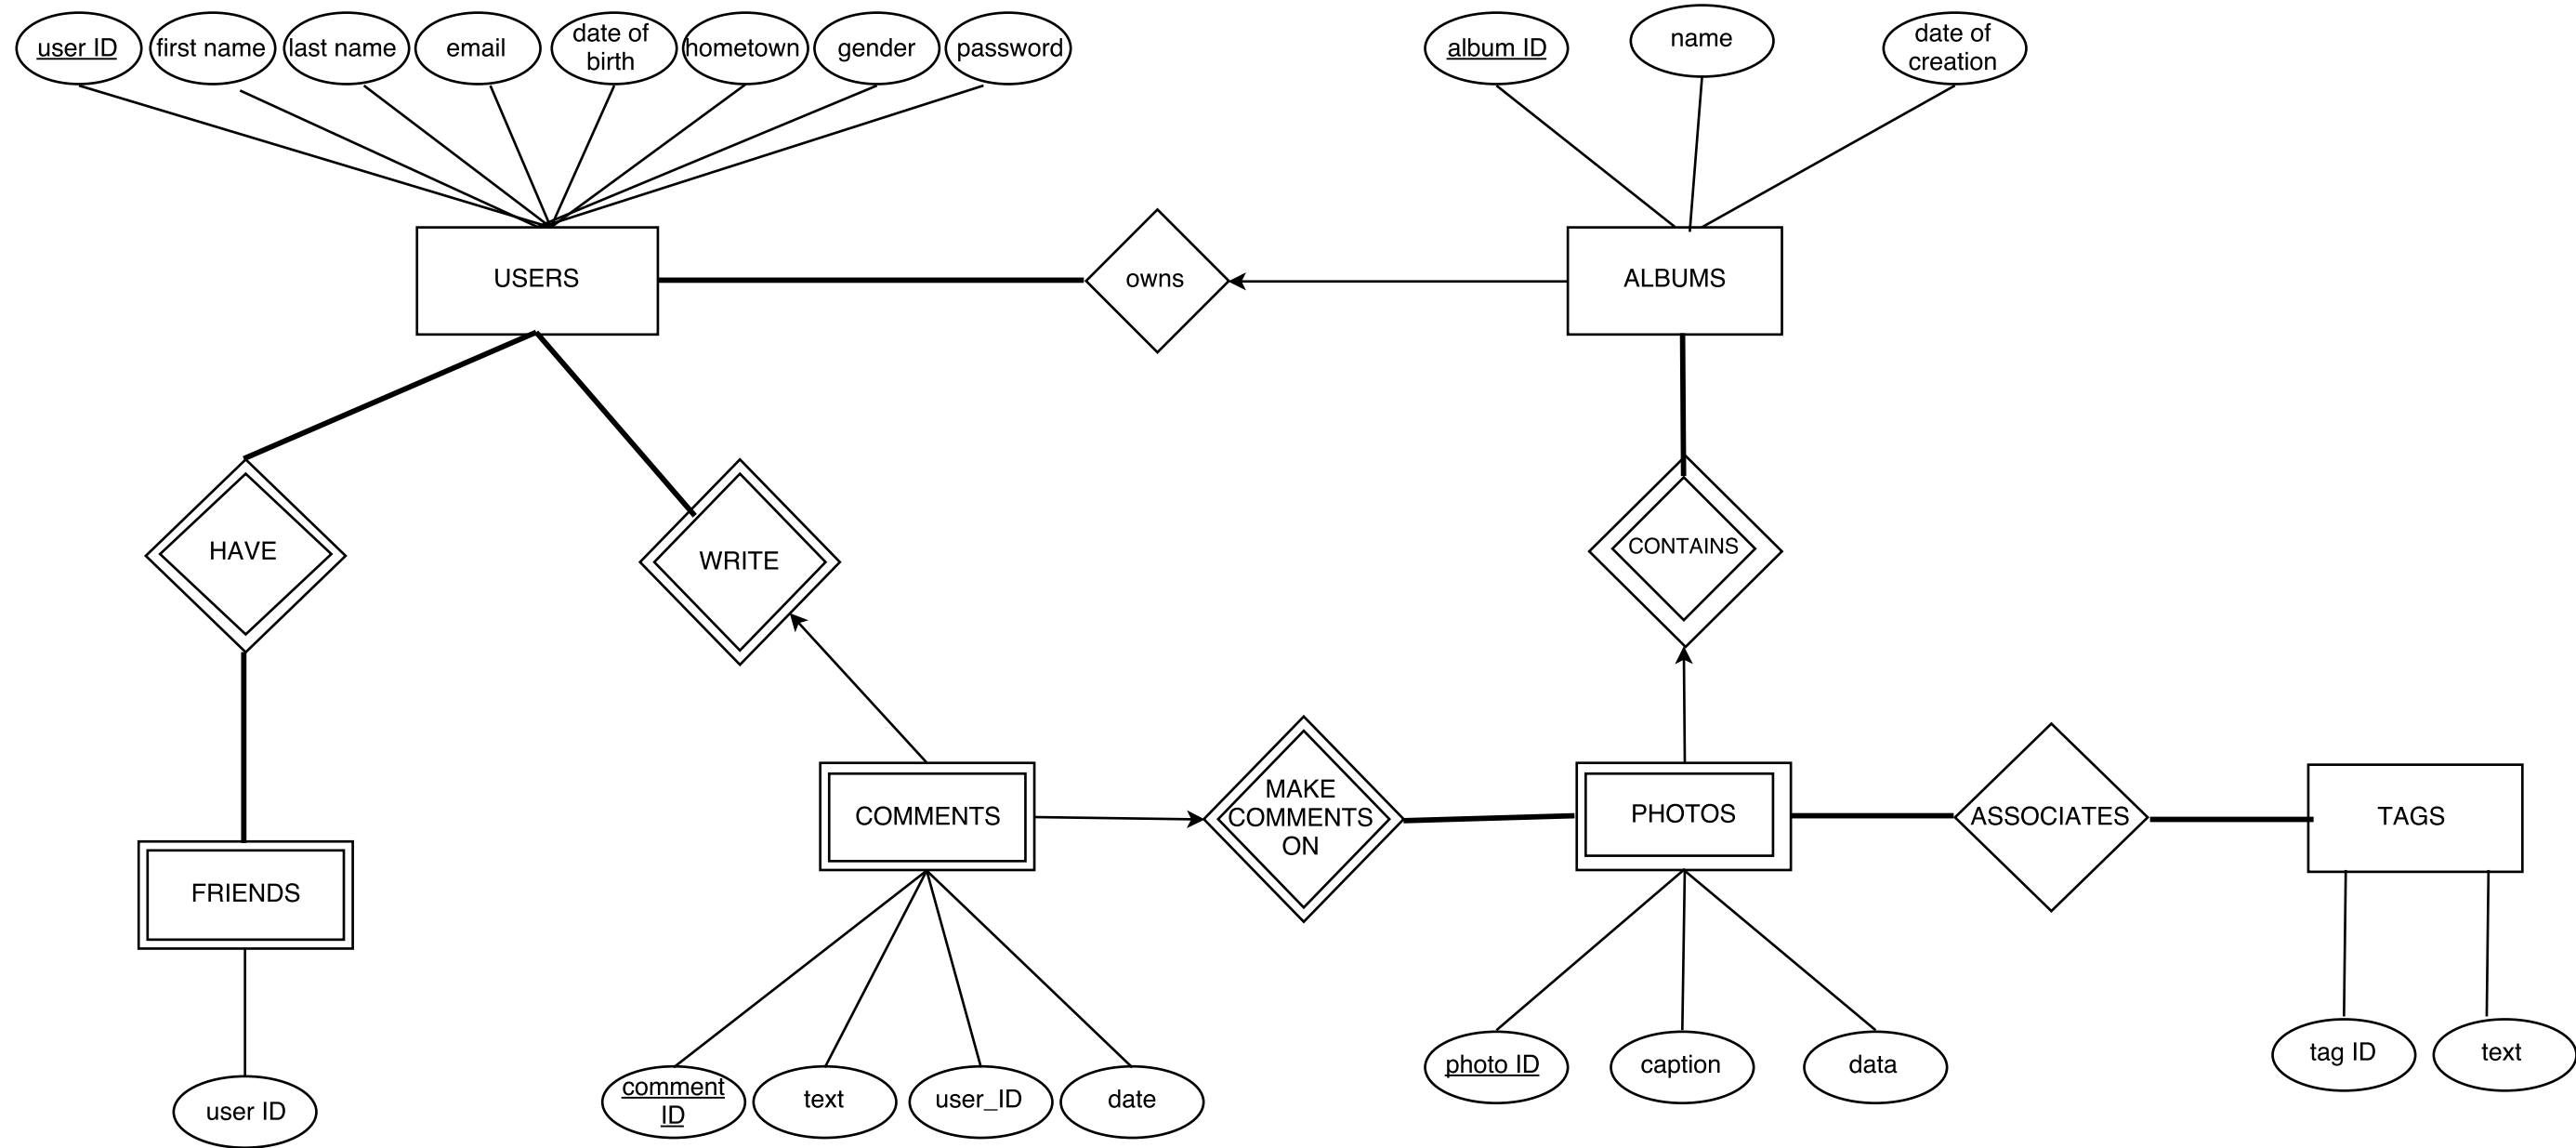 user ID
first name
last name
email
date of
birth
hometown
gender
password
album ID
name
date of
creation
USERS
owns
ALBUMS
HAVE
WRITE
CONTAINS
FRIENDS
COMMENTS
MAKE
COMMENTS
ON
PHOTOS
ASSOCIATES
TAGS
user ID
comment
ID
text
user_ID
date
photo ID
caption
data
tag ID
text